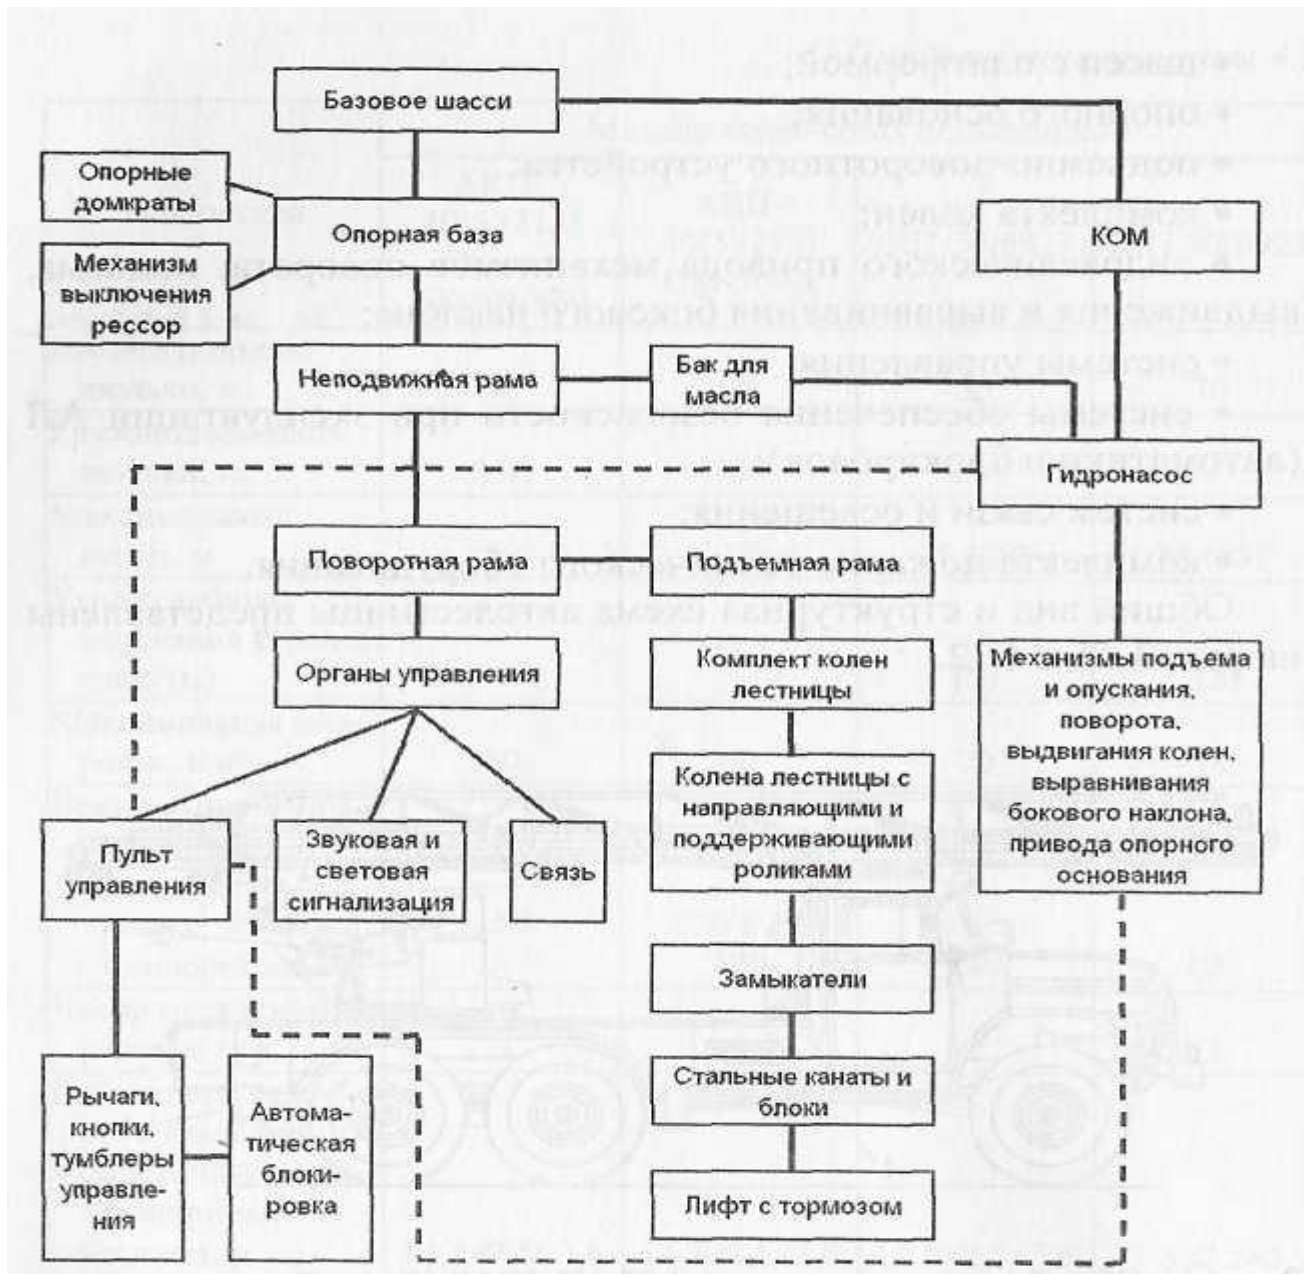 Базовое шасси
Опорные
домкраты
Опорная база
КОМ
Механизм
выключения
рессор
Неподвижная рама
Бак для
масла
Гидронасос
Поворотная рама
Подъемная рама
Органы управления
Комплект колен
лестницы
Механизмы подъема
и опускания,
поворота,
выдвигания колен,
выравнивания
бокового наклона,
привода опорного
основания
Колена лестницы с
направляющими и
поддерживающими
роликами
Пульт
управления
Звуковая и
световая
сигнализация
Связь
Замыкатели
Рычаги,
кнопки,
тумблеры
управле-
ния
Автома-
тическая
блоки-
ровка
Стальные канаты и
блоки
Лифт с тормозом